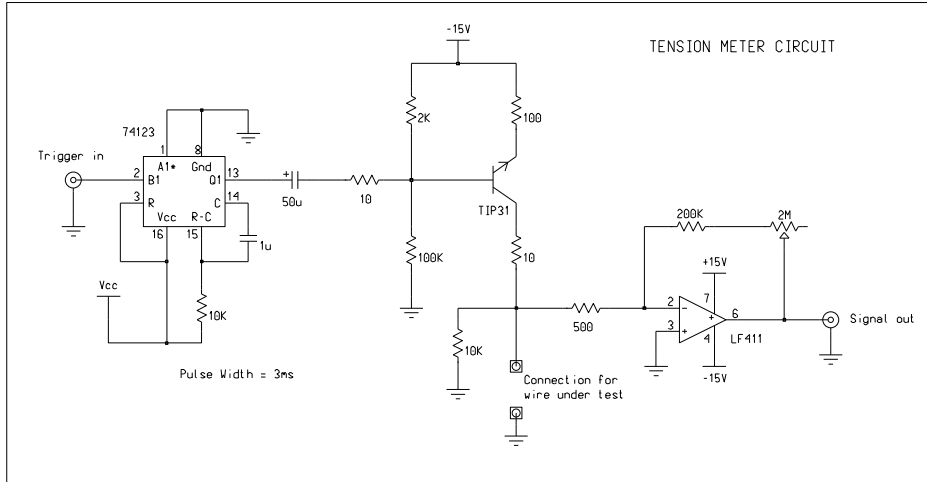 TENSION METER CIRCUIT
-15V
2K
100
74123
1
8
Trigger in
A1*
Gnd
2
B1
Q1
13
+
50u
10
TIP31
3
R
C
14
Vcc
R-C
16
15
1u
100K
10
200K
2M
Vcc
10K
+15V
7
2
-
+
6
Signal out
3
+
4
LF411
500
10K
-15V
Pulse Width = 3ms
Connection for
wire under test